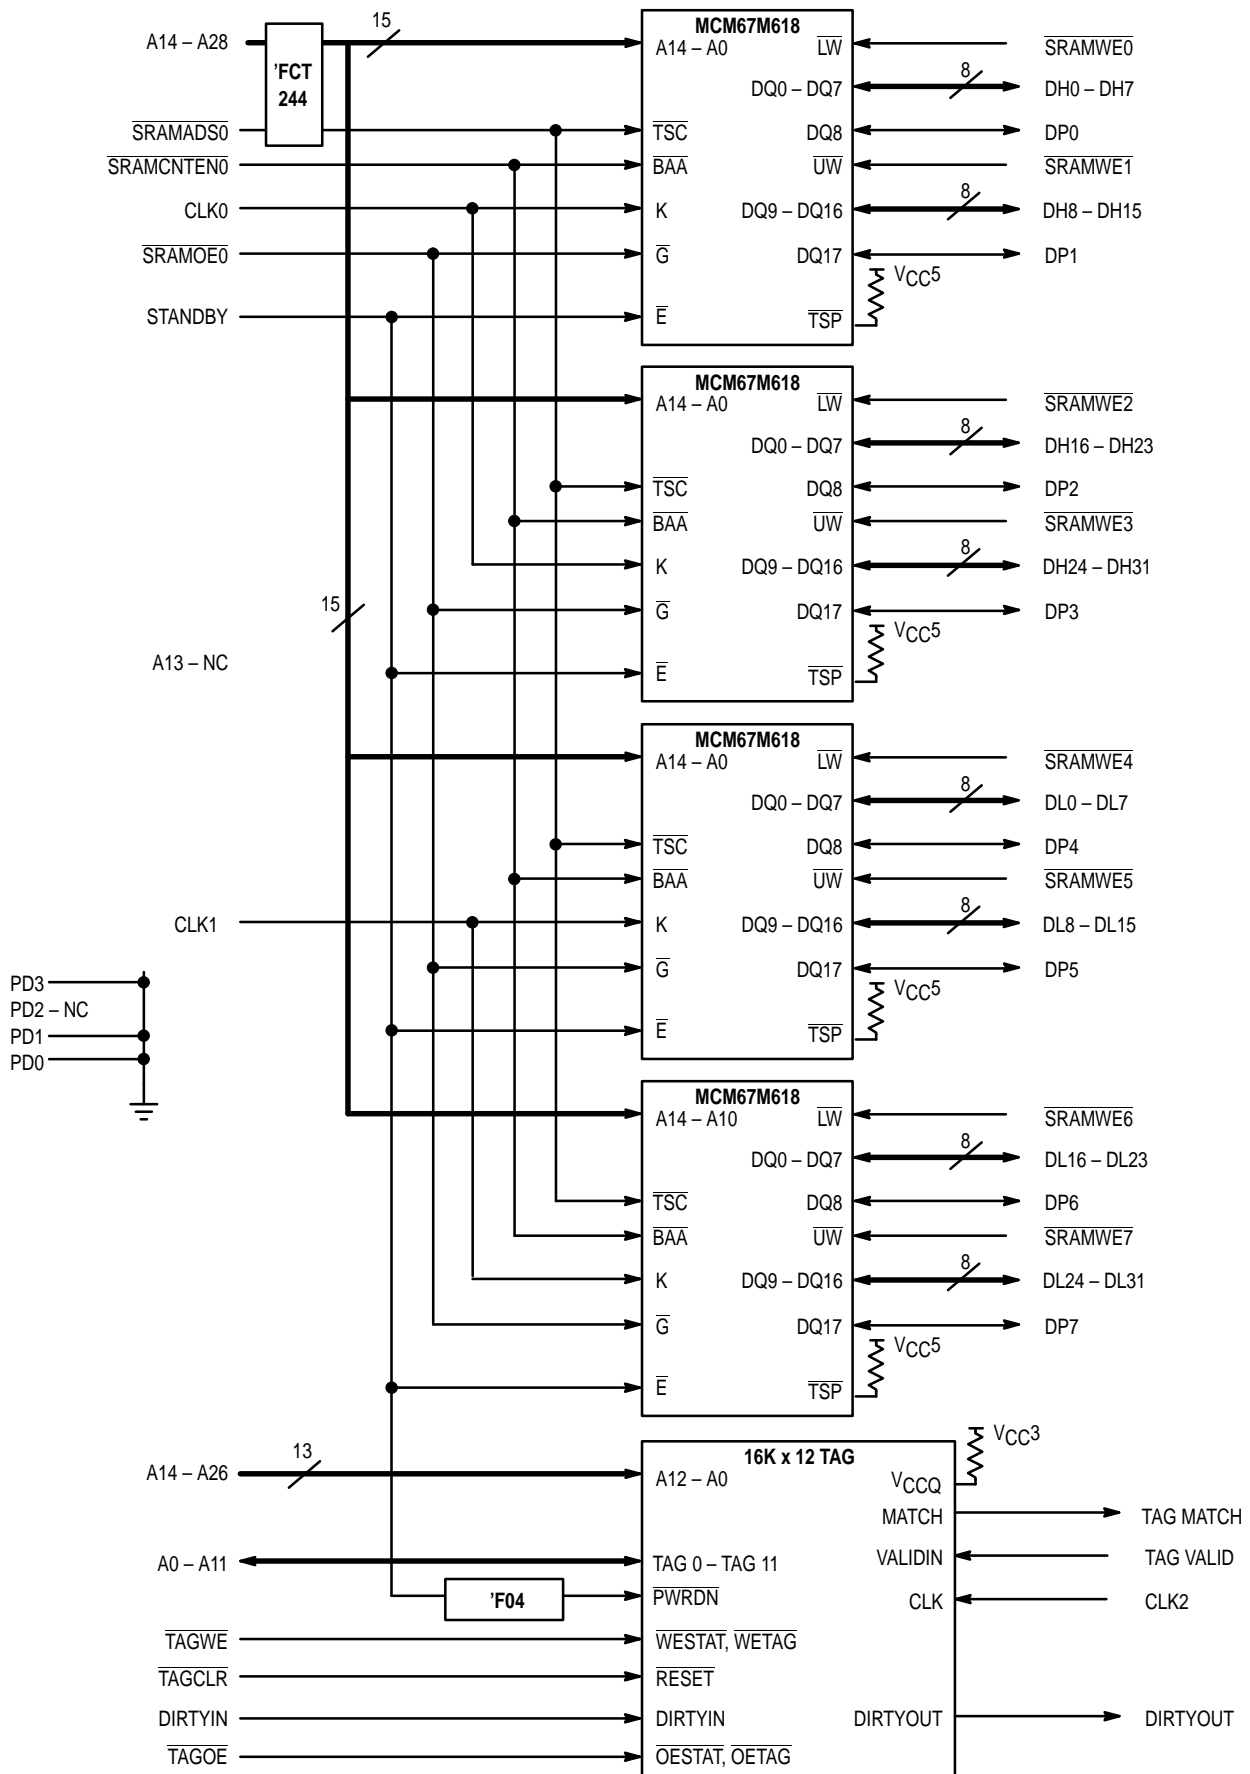 A14 – A28
'FCT
244
15
SRAMADS0
SRAMCNTEN0
CLK0
SRAMOE0
STANDBY
MCM67M618
A14 – A0
LW
SRAMWE0
DQ0 – DQ7
8
DH0 – DH7
TSC
DQ8
DP0
BAA
UW
SRAMWE1
K
DQ9 – DQ16
8
DH8 – DH15
G
DQ17
DP1
VCC5
E
TSP
MCM67M618
A14 – A0
LW
SRAMWE2
DQ0 – DQ7
8
DH16 – DH23
TSC
DQ8
DP2
BAA
UW
SRAMWE3
K
DQ9 – DQ16
8
DH24 – DH31
15
G
DQ17
DP3
VCC5
A13 – NC
E
TSP
MCM67M618
A14 – A0
LW
SRAMWE4
DQ0 – DQ7
8
DL0 – DL7
TSC
DQ8
DP4
BAA
UW
SRAMWE5
CLK1
K
DQ9 – DQ16
8
DL8 – DL15
G
DQ17
DP5
VCC5
E
TSP
PD3
PD2 – NC
PD1
PD0
MCM67M618
A14 – A10
LW
SRAMWE6
DQ0 – DQ7
8
DL16 – DL23
TSC
DQ8
DP6
BAA
UW
SRAMWE7
K
DQ9 – DQ16
8
DL24 – DL31
G
DQ17
DP7
VCC5
E
TSP
16K x 12 TAG
VCC3
A14 – A26
13
A12 – A0
VCCQ
MATCH
TAG MATCH
A0 – A11
TAG 0 – TAG 11
VALIDIN
TAG VALID
'F04
PWRDN
CLK
CLK2
TAGWE
WESTAT, WETAG
TAGCLR
RESET
DIRTYIN
DIRTYIN
DIRTYOUT
DIRTYOUT
TAGOE
OESTAT, OETAG